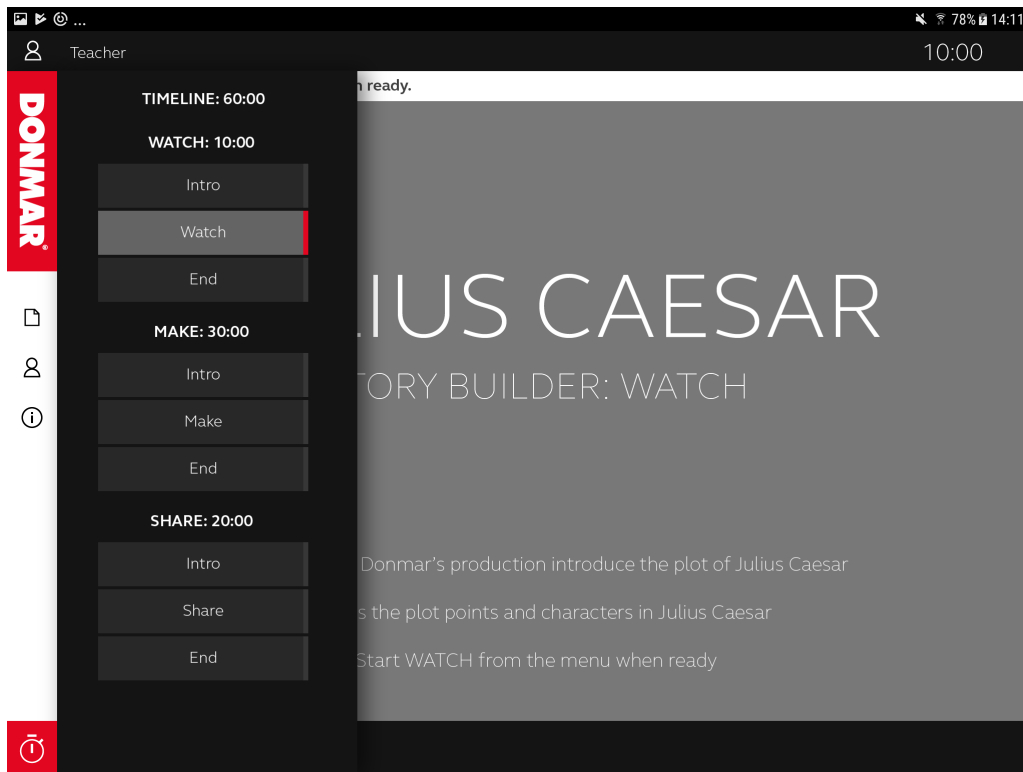 ... 78% 14:11
Teacher 10:00
DONMAR®
ready.
TIMELINE: 60:00
WATCH: 10:00
Intro
Watch
End
MAKE: 30:00
Intro
Make
End
SHARE: 20:00
Intro
Share
End
LIUS CAESAR
TORY BUILDER: WATCH
Donmar's production introduce the plot of Julius Caesar
s the plot points and characters in Julius Caesar
Start WATCH from the menu when ready